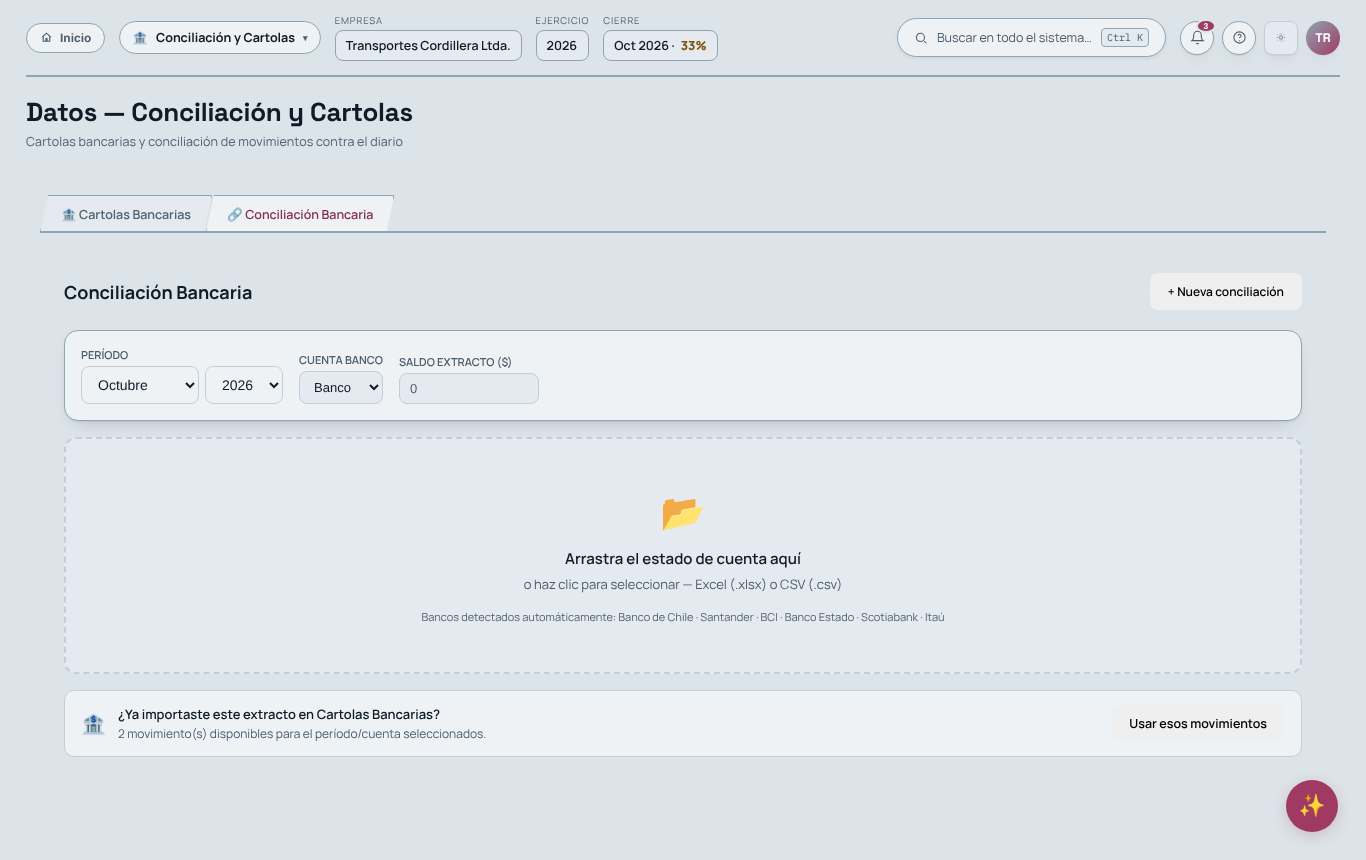 Inicio
Conciliación y Cartolas ▾
EMPRESA
Transportes Cordillera Ltda.
EJERCICIO
2026
CIERRE
Oct 2026 · 33%
Buscar en todo el sistema... Ctrl K
3
TR
Datos — Conciliación y Cartolas
Cartolas bancarias y conciliación de movimientos contra el diario
Cartolas Bancarias
Conciliación Bancaria
Conciliación Bancaria
+ Nueva conciliación
PERÍODO
Octubre
2026
CUENTA BANCO
Banco
SALDO EXTRACTO ($)
0
Arrastra el estado de cuenta aquí
o haz clic para seleccionar — Excel (.xlsx) o CSV (.csv)
Bancos detectados automáticamente: Banco de Chile · Santander · BCI · Banco Estado · Scotiabank · Itaú
¿Ya importaste este extracto en Cartolas Bancarias?
2 movimiento(s) disponibles para el período/cuenta seleccionados.
Usar esos movimientos